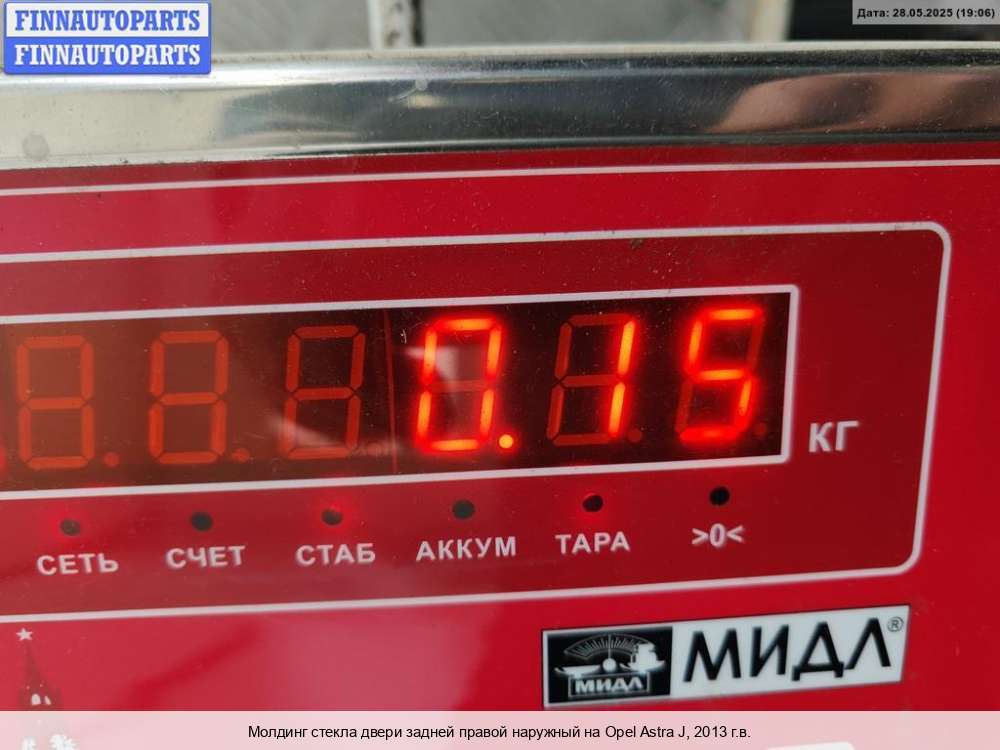 FINNAUTOPARTS
FINNAUTOPARTS
Дата: 28.05.2025 (19:06)
0.15
КГ
СЕТЬ СЧЕТ СТАБ АККУМ ТАРА >0<
МИДЛ МИДЛ®
Молдинг стекла двери задней правой наружный на Opel Astra J, 2013 г.в.